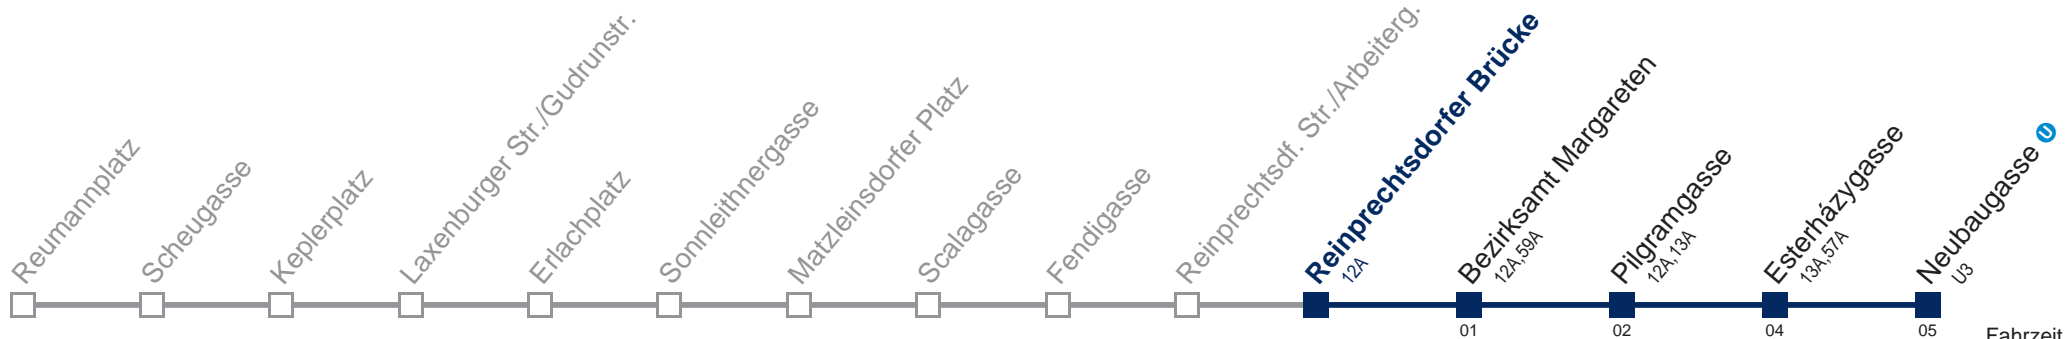 Reumannplatz
Scheugasse
Keplerplatz
Laxenburger Str./Gudrunstr.
Erlachplatz
Sonnleithnergasse
Matzleinsdorfer Platz
Scalagasse
Fendigasse
Reinprechtsdf. Str./Arbeiterg.
Reinprechtsdorfer Brücke
12A
Bezirksamt Margareten
12A,59A
Pilgramgasse
12A,13A
Esterházygasse
13A,57A
Neubaugasse U
U3
01
02
04
05
Fahrzeit